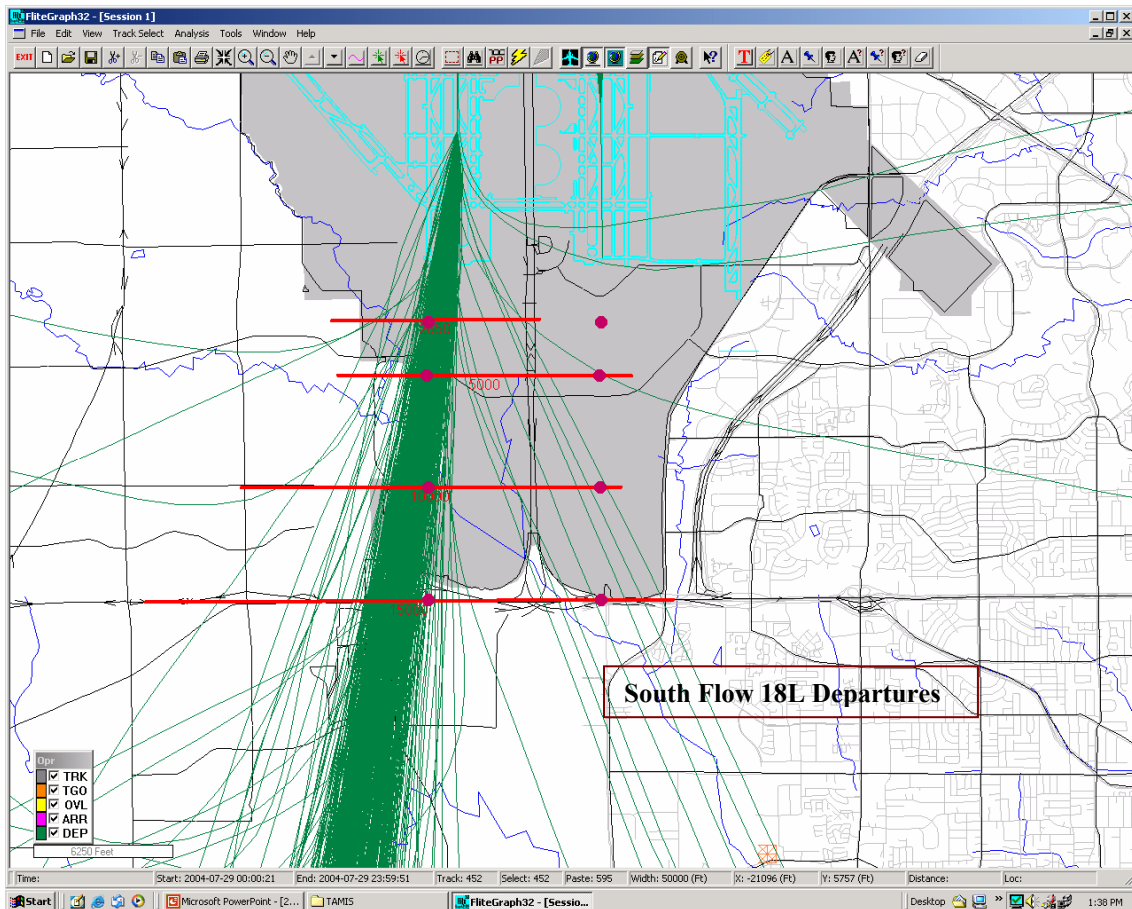 FliteGraph32 - [Session 1]
File Edit View Track Select Analysis Tools Window Help
EXIT
PP
T
A
A?
?
5000
South Flow 18L Departures
Opr
TRK
TGO
OVL
ARR
DEP
6250 Feet
Time: Start: 2004-07-29 00:00:21 End: 2004-07-29 23:59:51 Track: 452 Select: 452 Paste: 595 Width: 50000 (Ft) X: -21096 (Ft) Y: 5757 (Ft) Distance: Loc:
Start Microsoft PowerPoint - [2... TAMIS FliteGraph32 - [Sessio... Desktop » 1:38 PM